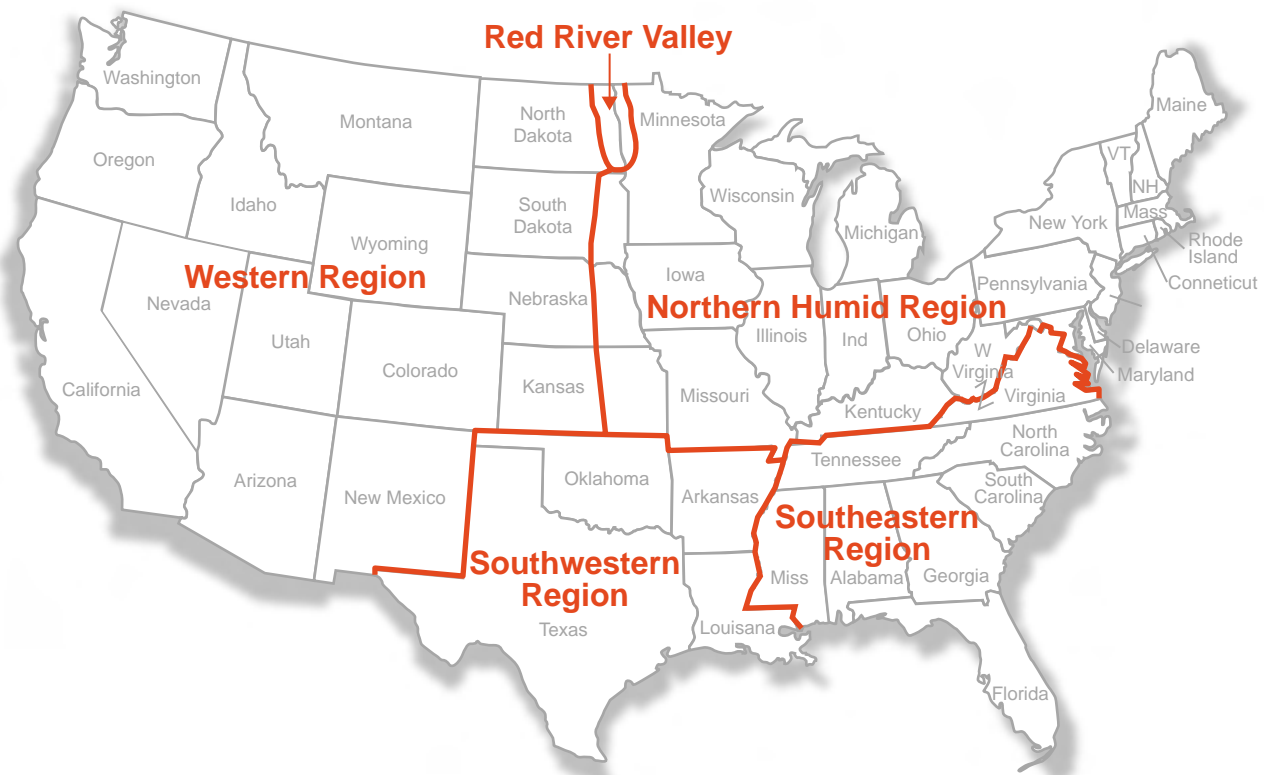 Red River Valley
Washington
Montana
North
Dakota
Minnesota
Maine
Oregon
VT
Idaho
South
Dakota
Wisconsin
NH
Mass
New York
Michigan
Wyoming
Rhode
Island
Western Region
Iowa
Conneticut
Pennsylvania
Nevada
Nebraska
Northern Humid Region
Utah
Illinois
Ind
Ohio
Delaware
W
Virginia
Colorado
Maryland
California
Kansas
Missouri
Virginia
Kentucky
North
Carolina
Tennessee
Arizona
Oklahoma
South
Carolina
New Mexico
Arkansas
Southeastern
Region
Southwestern
Region
Miss
Alabama
Georgia
Texas
Louisana
Florida